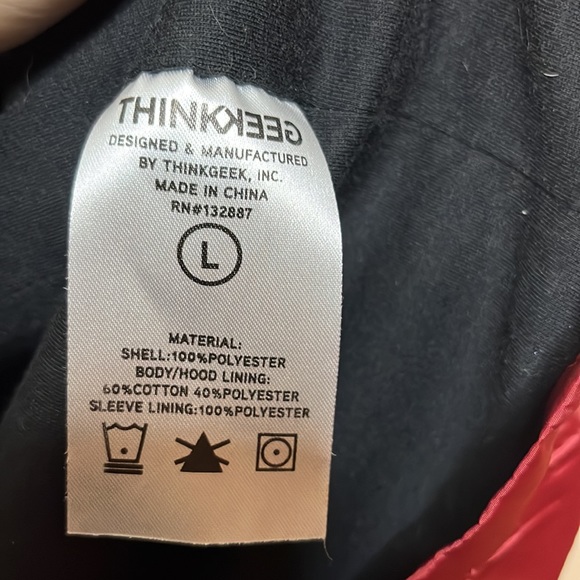 THINKGEEK
DESIGNED & MANUFACTURED
BY THINKGEEK, INC.
MADE IN CHINA
RN#132887
L
MATERIAL:
SHELL:100%POLYESTER
BODY/HOOD LINING:
60%COTTON 40%POLYESTER
SLEEVE LINING:100%POLYESTER